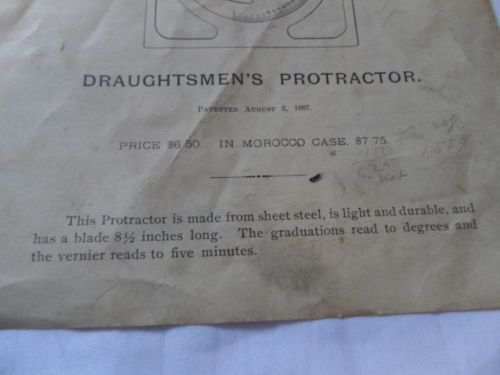 DRAUGHTSMEN'S PROTRACTOR.
PATENTED AUGUST 2, 1887.
PRICE $6 50. IN MOROCCO CASE, $7 75.
This Protractor is made from sheet steel, is light and durable, and
has a blade 8½ inches long. The graduations read to degrees and
the vernier reads to five minutes.